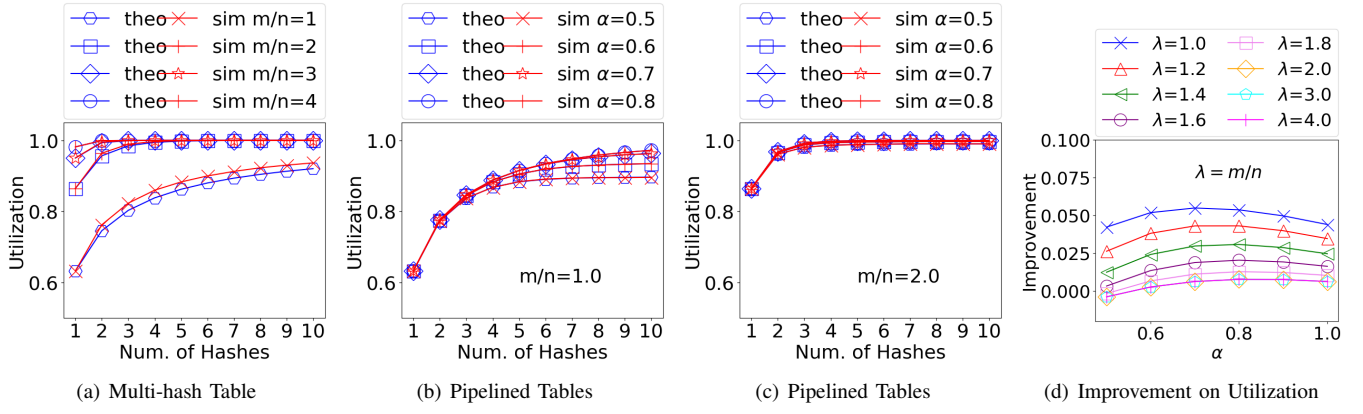 theo sim m/n=1
theo sim m/n=2
theo sim m/n=3
theo sim m/n=4
Utilization
1.0
0.8
0.6
1 2 3 4 5 6 7 8 9 10
Num. of Hashes
(a) Multi-hash Table
theo sim α=0.5
theo sim α=0.6
theo sim α=0.7
theo sim α=0.8
Utilization
1.0
0.8
0.6
m/n=1.0
1 2 3 4 5 6 7 8 9 10
Num. of Hashes
(b) Pipelined Tables
theo sim α=0.5
theo sim α=0.6
theo sim α=0.7
theo sim α=0.8
Utilization
1.0
0.8
0.6
m/n=2.0
1 2 3 4 5 6 7 8 9 10
Num. of Hashes
(c) Pipelined Tables
λ=1.0 λ=1.8
λ=1.2 λ=2.0
λ=1.4 λ=3.0
λ=1.6 λ=4.0
Improvement
0.100
0.075
0.050
0.025
0.000
λ = m/n
0.6 0.8 1.0
α
(d) Improvement on Utilization